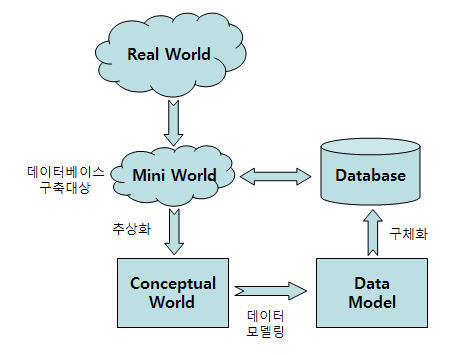 Real World
데이터베이스
구축대상
Mini World
Database
추상화
구체화
Conceptual
World
데이터
모델링
Data
Model